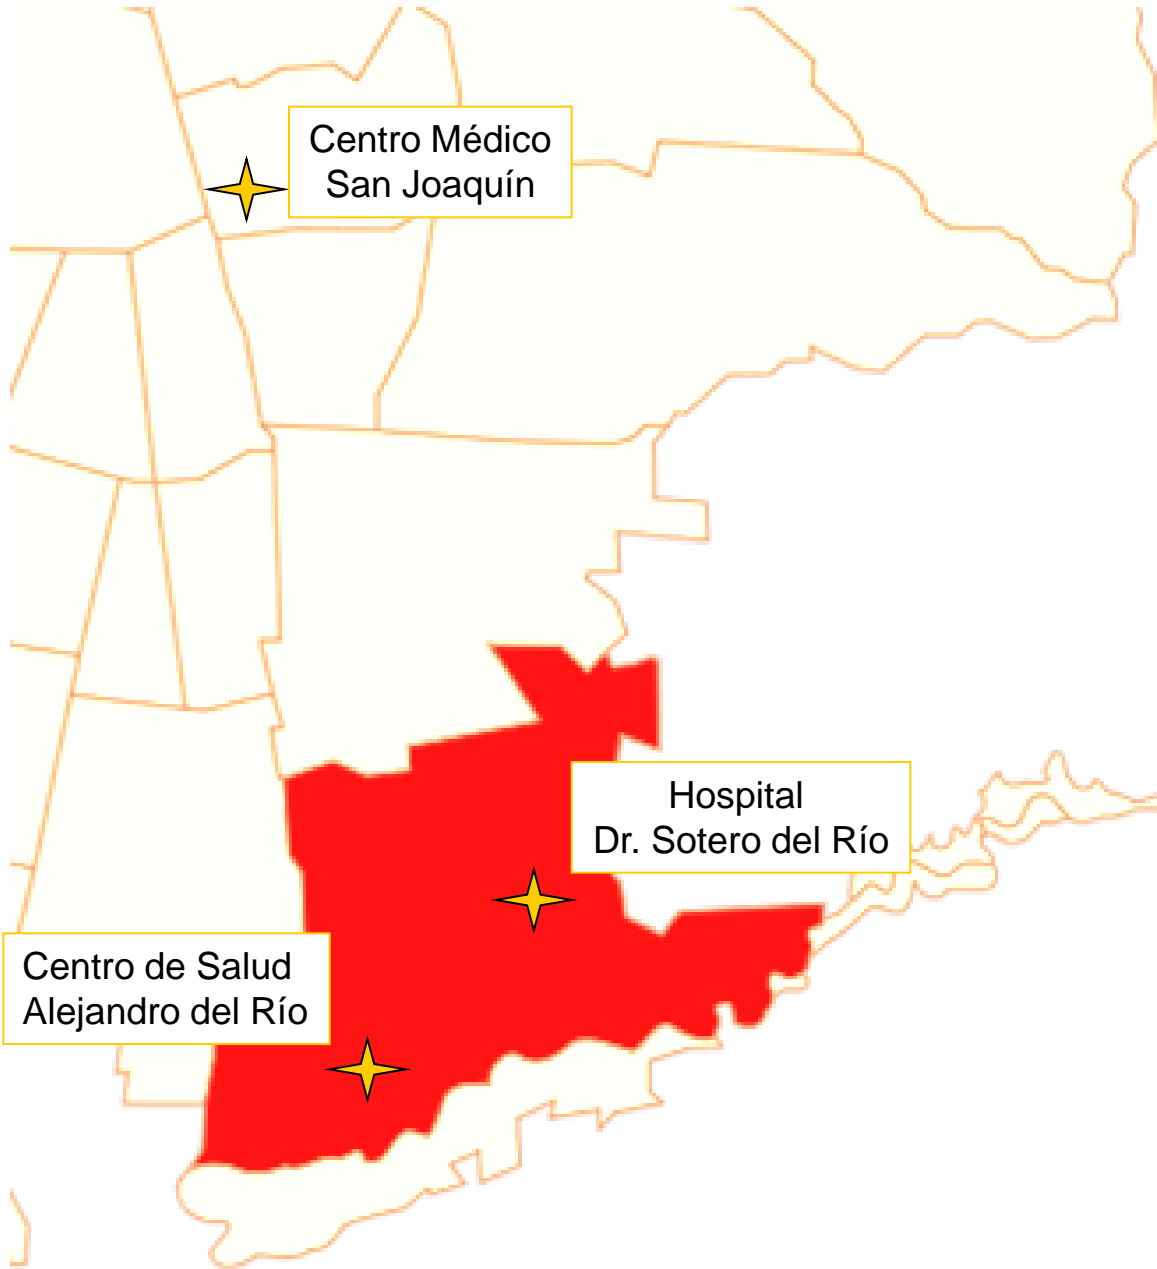 Centro Médico
San Joaquín
Hospital
Dr. Sotero del Río
Centro de Salud
Alejandro del Río